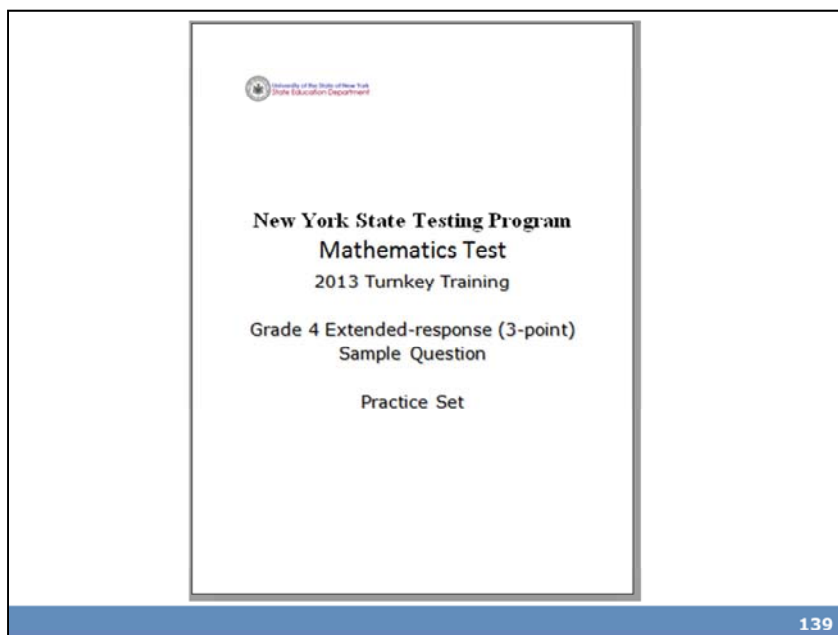 University of the State of New York
State Education Department
New York State Testing Program
Mathematics Test
2013 Turnkey Training
Grade 4 Extended-response (3-point)
Sample Question
Practice Set
139